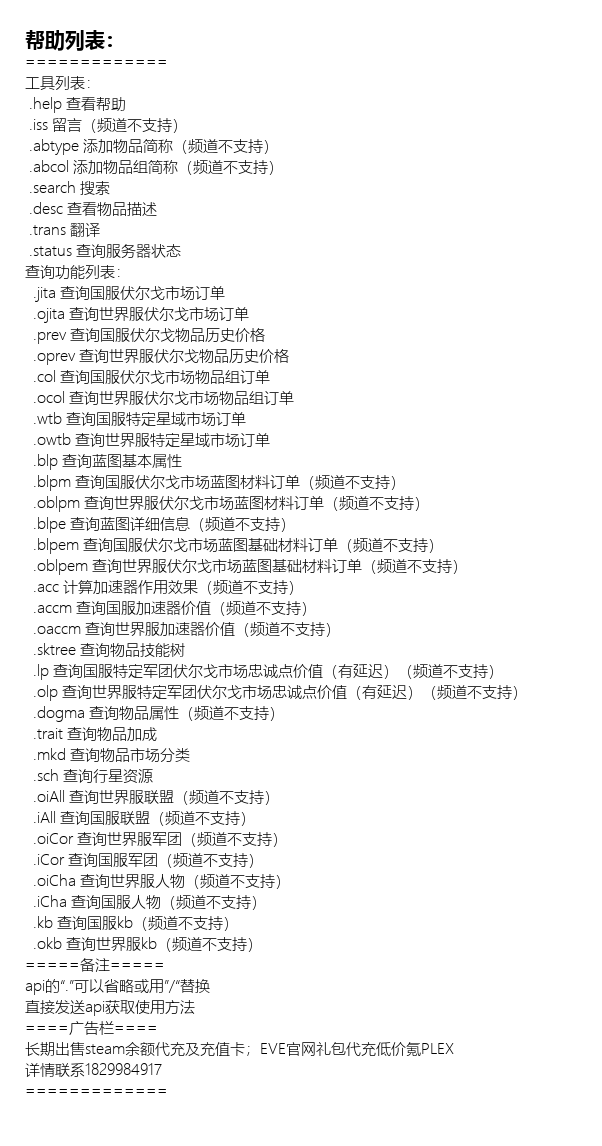 帮助列表：
=============
工具列表：
.help 查看帮助
.iss 留言（频道不支持）
.abtype 添加物品简称（频道不支持）
.abcol 添加物品组简称（频道不支持）
.search 搜索
.desc 查看物品描述
.trans 翻译
.status 查询服务器状态
查询功能列表：
.jita 查询国服伏尔戈市场订单
.ojita 查询世界服伏尔戈市场订单
.prev 查询国服伏尔戈物品历史价格
.oprev 查询世界服伏尔戈物品历史价格
.col 查询国服伏尔戈市场物品组订单
.ocol 查询世界服伏尔戈市场物品组订单
.wtb 查询国服特定星域市场订单
.owtb 查询世界服特定星域市场订单
.blp 查询蓝图基本属性
.blpm 查询国服伏尔戈市场蓝图材料订单（频道不支持）
.oblpm 查询世界服伏尔戈市场蓝图材料订单（频道不支持）
.blpe 查询蓝图详细信息（频道不支持）
.blpem 查询国服伏尔戈市场蓝图基础材料订单（频道不支持）
.oblpem 查询世界服伏尔戈市场蓝图基础材料订单（频道不支持）
.acc 计算加速器作用效果（频道不支持）
.accm 查询国服加速器价值（频道不支持）
.oaccm 查询世界服加速器价值（频道不支持）
.sktree 查询物品技能树
.lp 查询国服特定军团伏尔戈市场忠诚点价值（有延迟）（频道不支持）
.olp 查询世界服特定军团伏尔戈市场忠诚点价值（有延迟）（频道不支持）
.dogma 查询物品属性（频道不支持）
.trait 查询物品加成
.mkd 查询物品市场分类
.sch 查询行星资源
.oiAll 查询世界服联盟（频道不支持）
.iAll 查询国服联盟（频道不支持）
.oiCor 查询世界服军团（频道不支持）
.iCor 查询国服军团（频道不支持）
.oiCha 查询世界服人物（频道不支持）
.iCha 查询国服人物（频道不支持）
.kb 查询国服kb（频道不支持）
.okb 查询世界服kb（频道不支持）
=====备注=====
api的“.”可以省略或用”/“替换
直接发送api获取使用方法
====广告栏====
长期出售steam余额代充及充值卡；EVE官网礼包代充低价氪PLEX
详情联系1829984917
=============